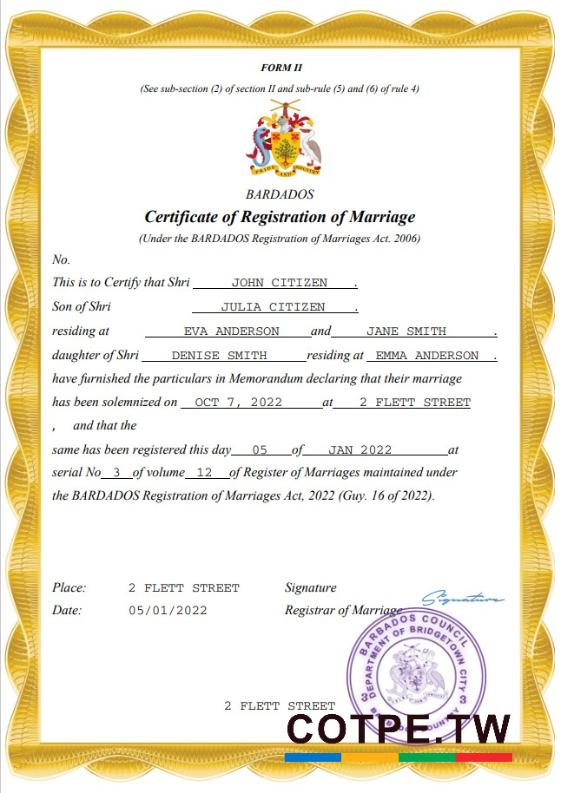 FORM II
(See sub-section (2) of section II and sub-rule (5) and (6) of rule 4)
PRIDE AND INDUSTRY
BARDADOS
Certificate of Registration of Marriage
(Under the BARDADOS Registration of Marriages Act. 2006)
No.
This is to Certify that Shri JOHN CITIZEN .
Son of Shri JULIA CITIZEN .
residing at EVA ANDERSON and JANE SMITH .
daughter of Shri DENISE SMITH residing at EMMA ANDERSON .
have furnished the particulars in Memorandum declaring that their marriage
has been solemnized on OCT 7, 2022 at 2 FLETT STREET
, and that the
same has been registered this day 05 of JAN 2022 at
serial No 3 of volume 12 of Register of Marriages maintained under
the BARDADOS Registration of Marriages Act, 2022 (Guy. 16 of 2022).
Place: 2 FLETT STREET Signature
Signature
Date: 05/01/2022 Registrar of Marriage
BARBADOS COUNCIL
DEPARTMENT OF BRIDGETOWN CITY
2 FLETT STREET
COTPE.TW